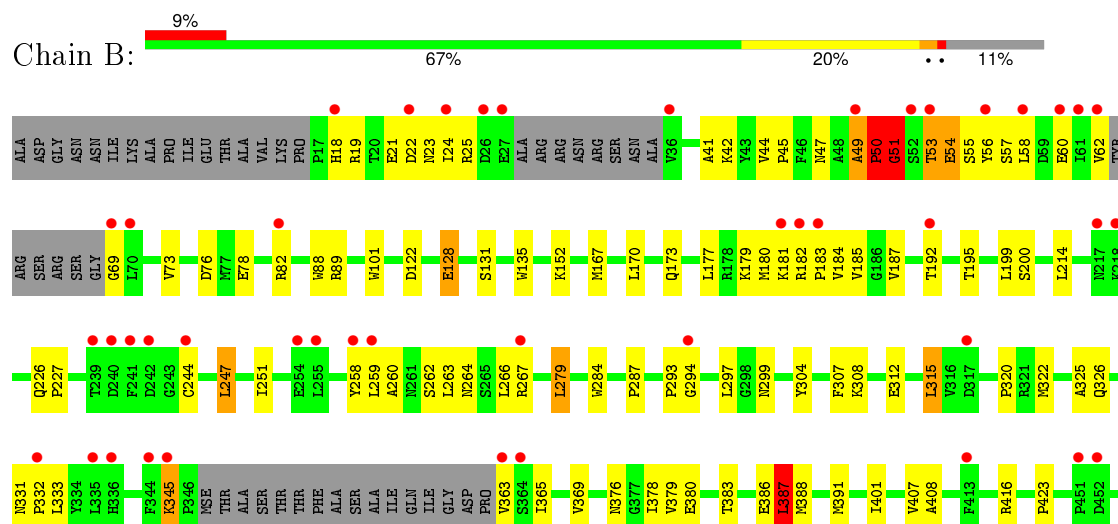 9%
Chain B:
67% 20% • • 11%
ALA ASP GLY ASN ASN ILE LYS ALA PRO ILE GLU THR ALA VAL LYS PRO P17 H18 R19 T20 E21 D22 N23 I24 R25 D26 E27 ALA ARG ARG ASN ARG SER ASN ALA V36 A41 K42 Y43 V44 P45 F46 N47 A48 A49 P50 G51 S52 T53 E54 S55 Y56 S57 L58 D59 E60 I61 V62 TYR
ARG SER ARG SER GLY G69 L70 V73 D76 M77 E78 R82 W88 R89 W101 D122 E128 S131 W135 K152 M167 L170 Q173 L177 R178 K179 M180 K181 R182 P183 V184 V185 G186 V187 T192 T195 L199 S200 L214 N217 K218
Q226 P227 T239 D240 F241 D242 G243 C244 L247 I251 E254 L255 Y258 L259 A260 N261 S262 L263 N264 S265 L266 R267 L279 W284 P287 P293 G294 L297 G298 N299 Y304 F307 K308 E312 L315 V316 D317 P320 R321 M322 A325 Q326
N331 P332 L333 Y334 L335 H336 F344 K345 P346 MSE THR ALA SER THR THR PHE ALA SER ALA ILE GLN ILE GLY ASP PRO V363 S364 I365 V369 N376 G377 I378 V379 E380 T383 E386 L387 M388 M391 I401 V407 A408 F413 R416 P423 P451 D452